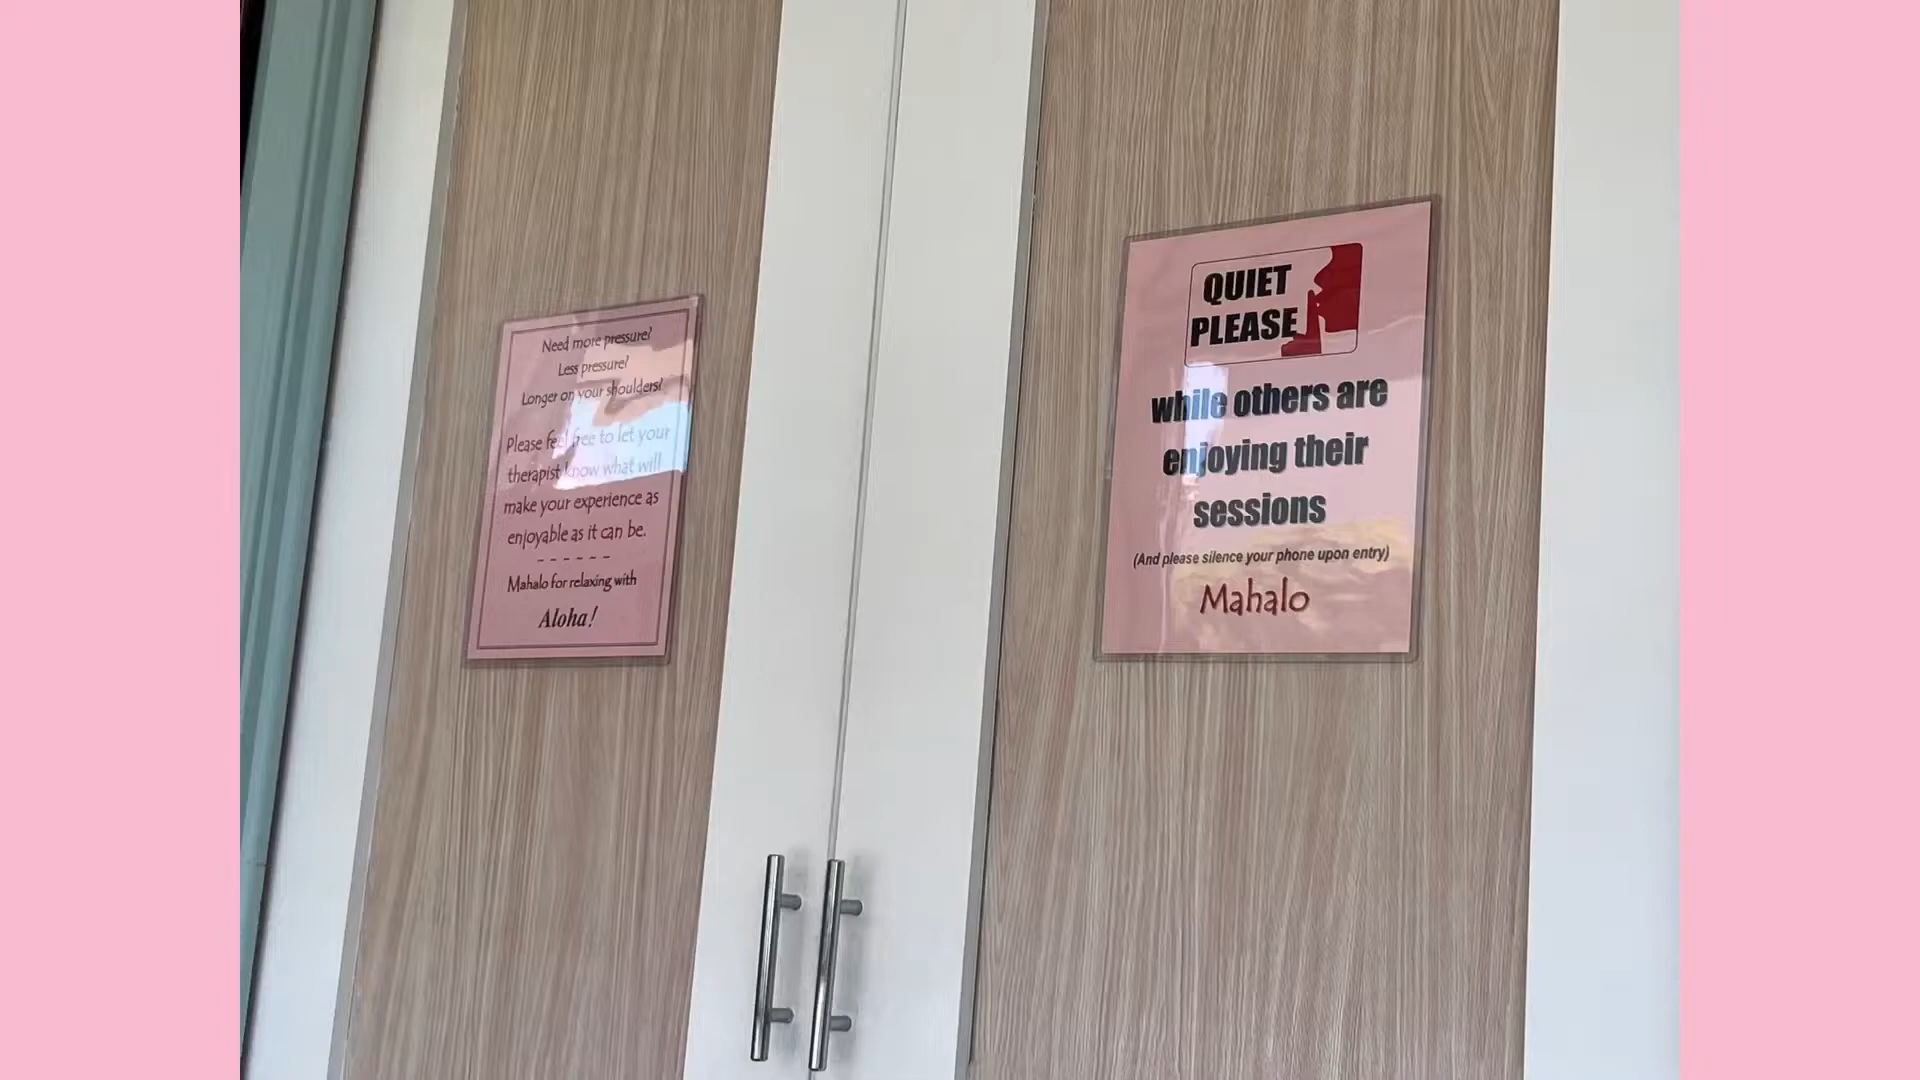 Need more pressure?
Less pressure?
Longer on your shoulders?
Please feel free to let your
therapist know what will
make your experience as
enjoyable as it can be.
- - - - - -
Mahalo for relaxing with
Aloha!
QUIET
PLEASE
while others are
enjoying their
sessions
(And please silence your phone upon entry)
Mahalo